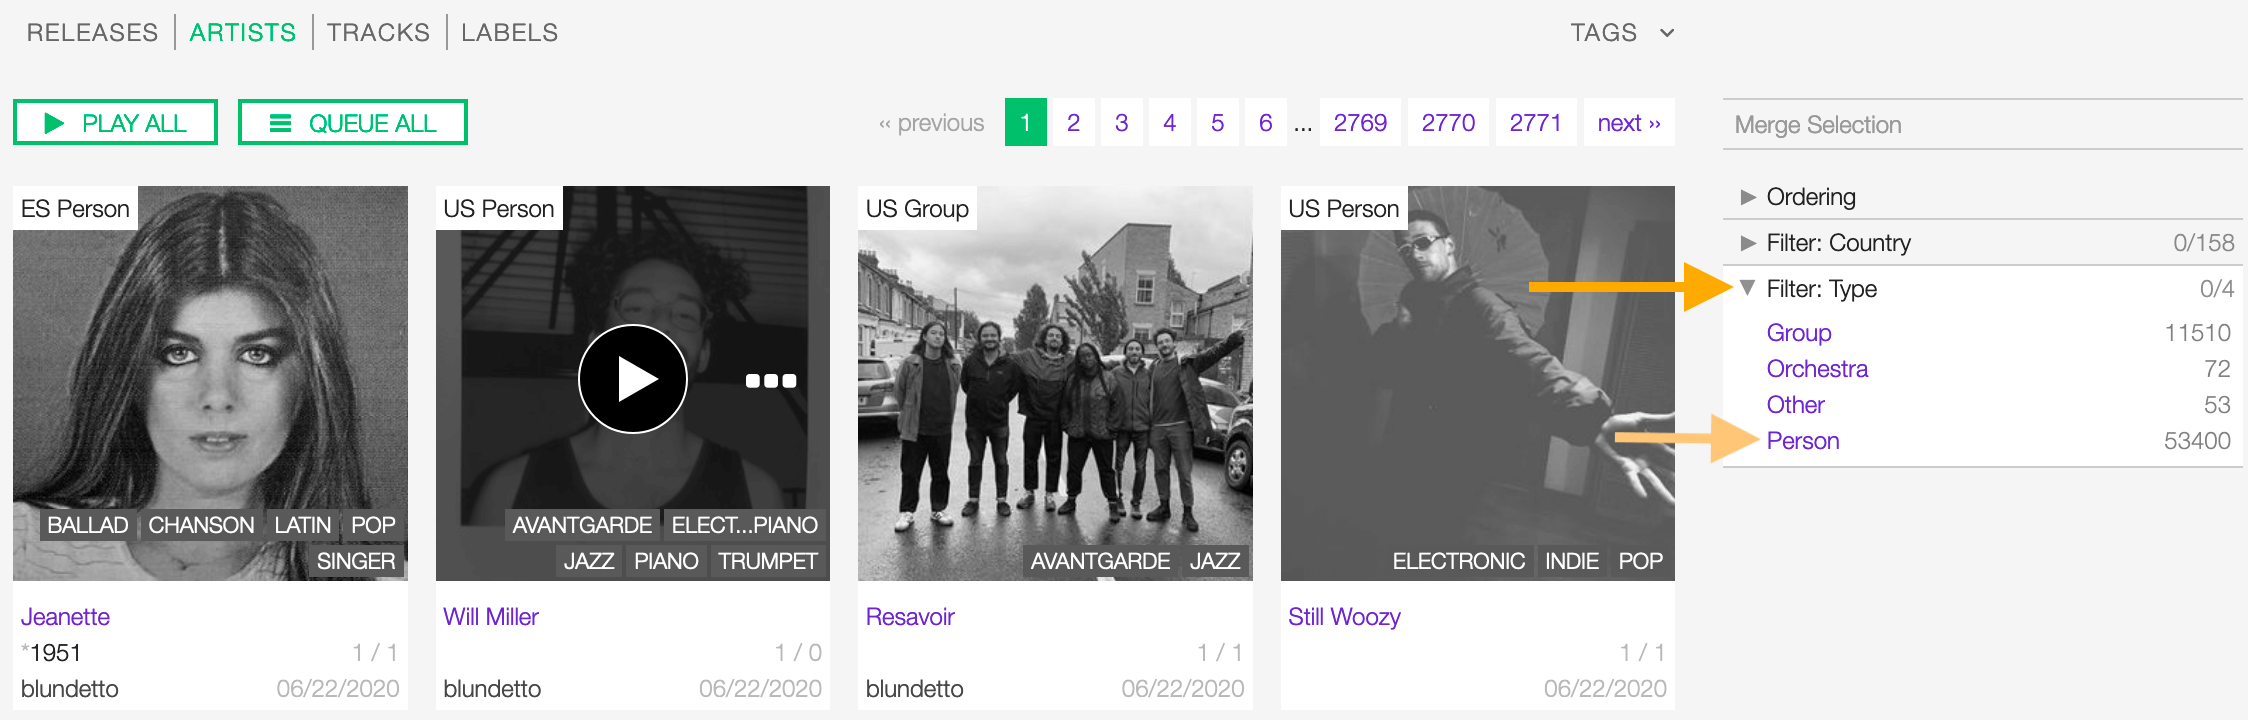 RELEASES ARTISTS TRACKS LABELS TAGS
PLAY ALL QUEUE ALL ‹‹ previous 1 2 3 4 5 6 ... 2769 2770 2771 next ››
Merge Selection
Ordering
Filter: Country 0/158
Filter: Type 0/4
Group 11510
Orchestra 72
Other 53
Person 53400
ES Person
BALLAD CHANSON LATIN POP
SINGER
Jeanette
*1951 1 / 1
blundetto 06/22/2020
US Person
AVANTGARDE ELECT...PIANO
JAZZ PIANO TRUMPET
Will Miller
1 / 0
blundetto 06/22/2020
US Group
AVANTGARDE JAZZ
Resavoir
1 / 1
blundetto 06/22/2020
US Person
ELECTRONIC INDIE POP
Still Woozy
1 / 1
06/22/2020